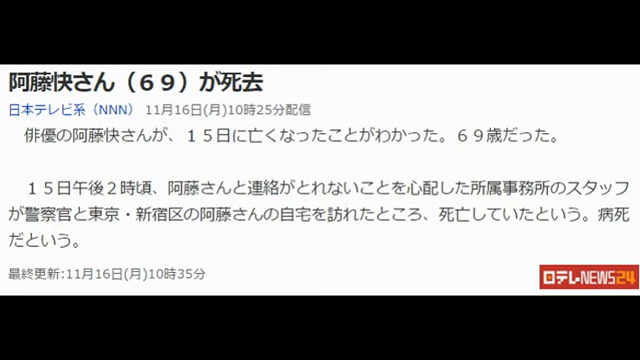 阿藤快さん（６９）が死去
日本テレビ系（NNN） 11月16日(月)10時25分配信
俳優の阿藤快さんが、１５日に亡くなったことがわかった。６９歳だった。
１５日午後２時頃、阿藤さんと連絡がとれないことを心配した所属事務所のスタッフ
が警察官と東京・新宿区の阿藤さんの自宅を訪れたところ、死亡していたという。病死
だという。
最終更新:11月16日(月)10時35分
日テレNEWS24